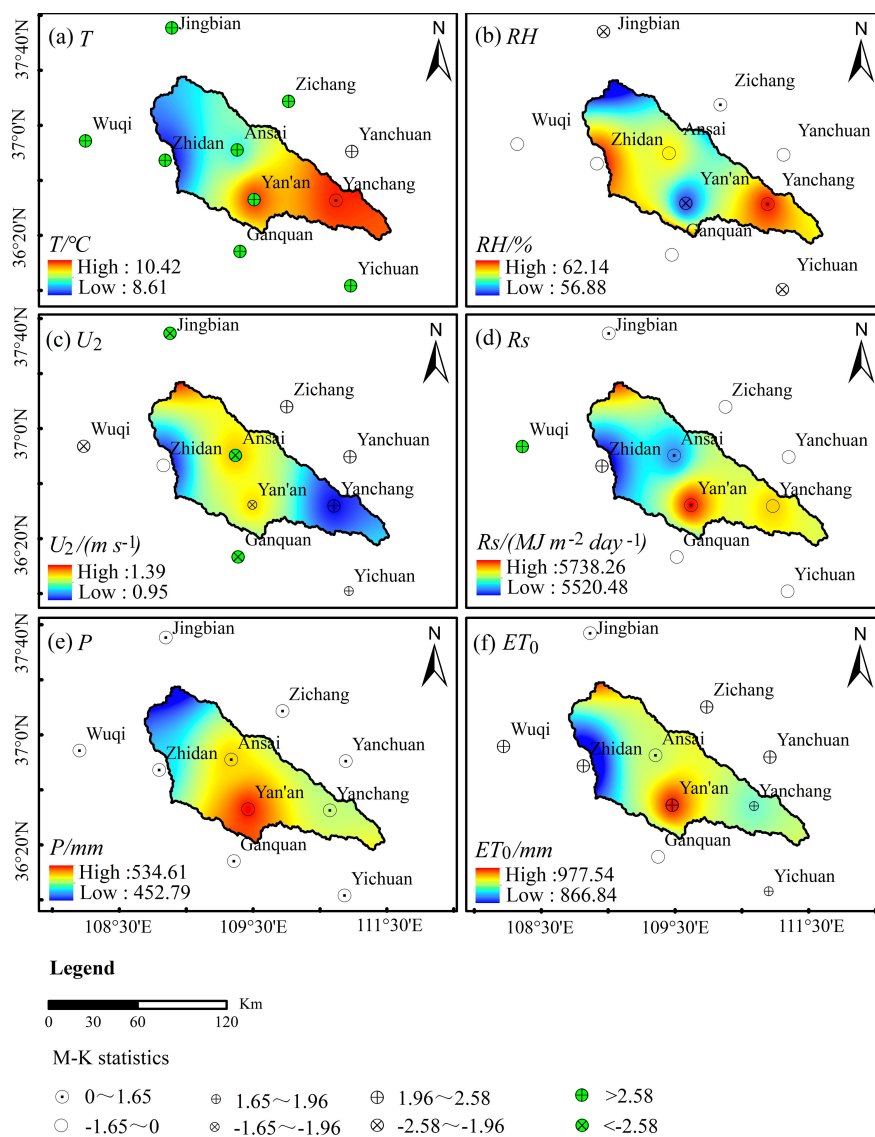 (a) T
Jingbian
N
Zichang
Wuqi
Ansai
Yanchuan
Zhidan
Yan'an
Yanchang
Ganquan
Yichuan
T/°C
High : 10.42
Low : 8.61
37°40'N
37°0'N
36°20'N
(b) RH
Jingbian
N
Zichang
Wuqi
Ansai
Yanchuan
Zhidan
Yan'an
Yanchang
Ganquan
Yichuan
RH/%
High : 62.14
Low : 56.88
(c) U2
Jingbian
N
Zichang
Wuqi
Ansai
Yanchuan
Zhidan
Yan'an
Yanchang
Ganquan
Yichuan
U2/(m s-1)
High : 1.39
Low : 0.95
37°40'N
37°0'N
36°20'N
(d) Rs
Jingbian
N
Zichang
Wuqi
Ansai
Yanchuan
Zhidan
Yan'an
Yanchang
Ganquan
Yichuan
Rs/(MJ m-2 day-1)
High :5738.26
Low : 5520.48
(e) P
Jingbian
N
Zichang
Wuqi
Ansai
Yanchuan
Zhidan
Yan'an
Yanchang
Ganquan
Yichuan
P/mm
High :534.61
Low : 452.79
37°40'N
37°0'N
36°20'N
108°30'E
109°30'E
111°30'E
(f) ET0
Jingbian
N
Zichang
Wuqi
Ansai
Yanchuan
Zhidan
Yan'an
Yanchang
Ganquan
Yichuan
ET0/mm
High :977.54
Low : 866.84
108°30'E
109°30'E
111°30'E
Legend
Km
0 30 60 120
M-K statistics
0～1.65
1.65～1.96
1.96～2.58
>2.58
-1.65～0
-1.65～-1.96
-2.58～-1.96
<-2.58